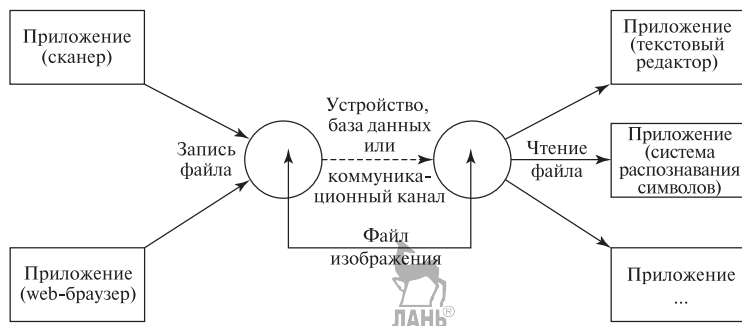 Приложение
(сканер)
Запись
файла
Приложение
(web-браузер)
Устройство,
база данных
или
коммуника-
ционный канал
Файл
изображения
Чтение
файла
Приложение
(текстовый
редактор)
Приложение
(система
распознавания
символов)
Приложение
...
ЛАНЬ®